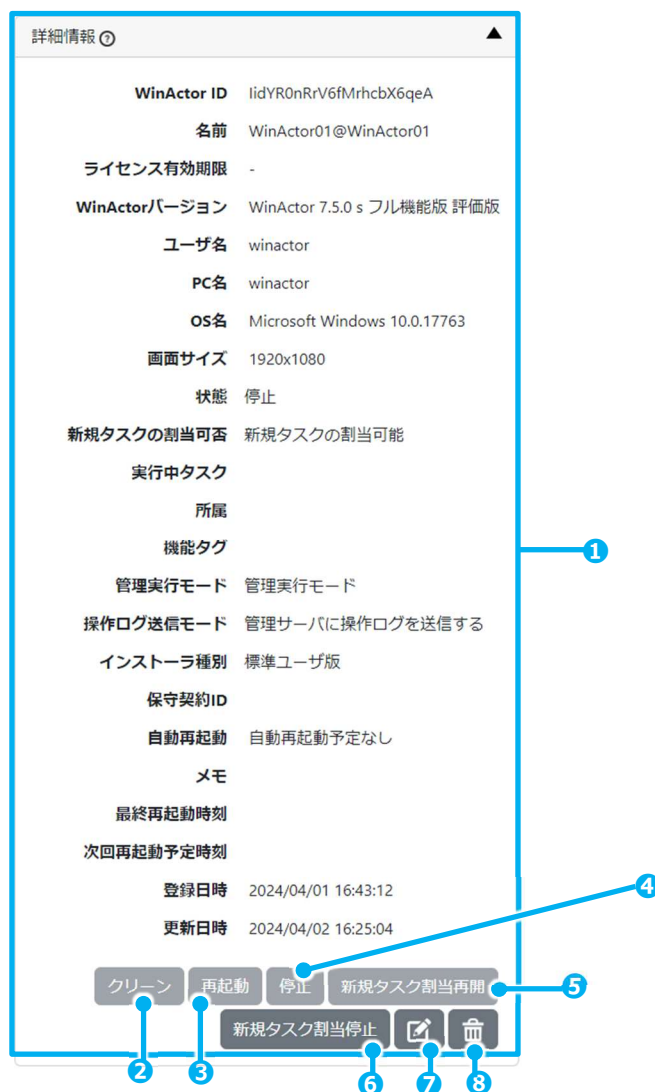 詳細情報 ?
WinActor ID IidYR0nRrV6fMrhcbX6qeA
名前 WinActor01@WinActor01
ライセンス有効期限 -
WinActorバージョン WinActor 7.5.0 s フル機能版 評価版
ユーザ名 winactor
PC名 winactor
OS名 Microsoft Windows 10.0.17763
画面サイズ 1920x1080
状態 停止
新規タスクの割当可否 新規タスクの割当可能
実行中タスク
所属
機能タグ
1
管理実行モード 管理実行モード
操作ログ送信モード 管理サーバに操作ログを送信する
インストーラ種別 標準ユーザ版
保守契約ID
自動再起動 自動再起動予定なし
メモ
最終再起動時刻
次回再起動予定時刻
4
登録日時 2024/04/01 16:43:12
更新日時 2024/04/02 16:25:04
クリーン 再起動 停止 新規タスク割当再開 5
新規タスク割当停止
2 3 6 7 8